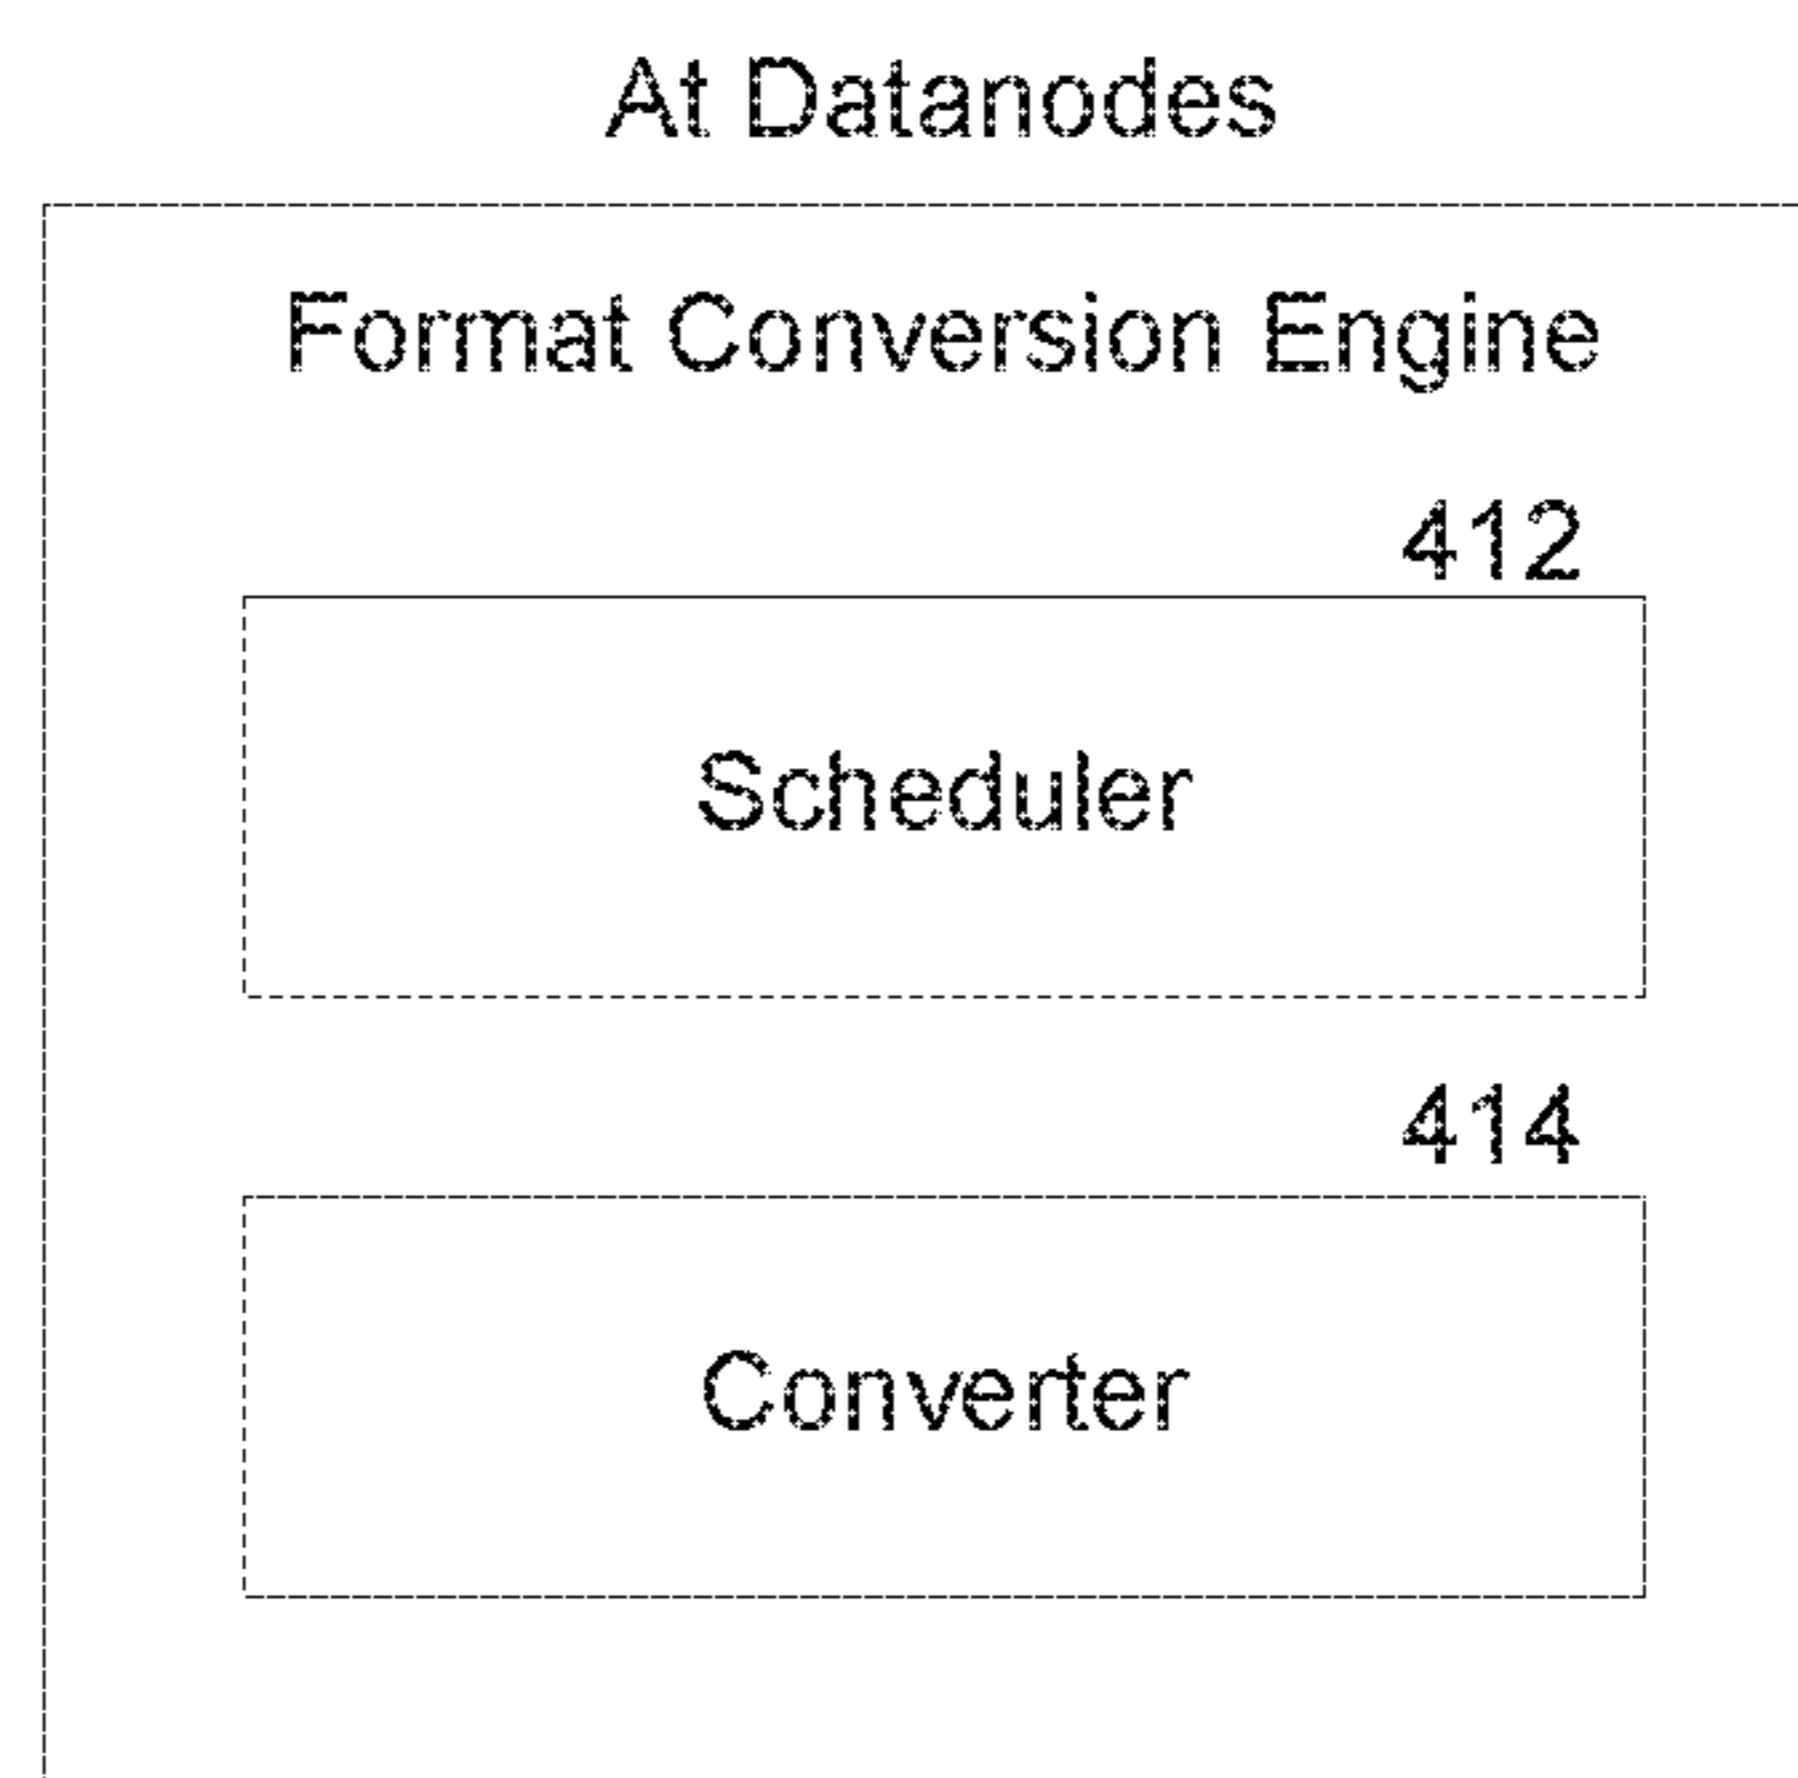 At Datanodes
Format Conversion Engine
412
Scheduler
414
Converter